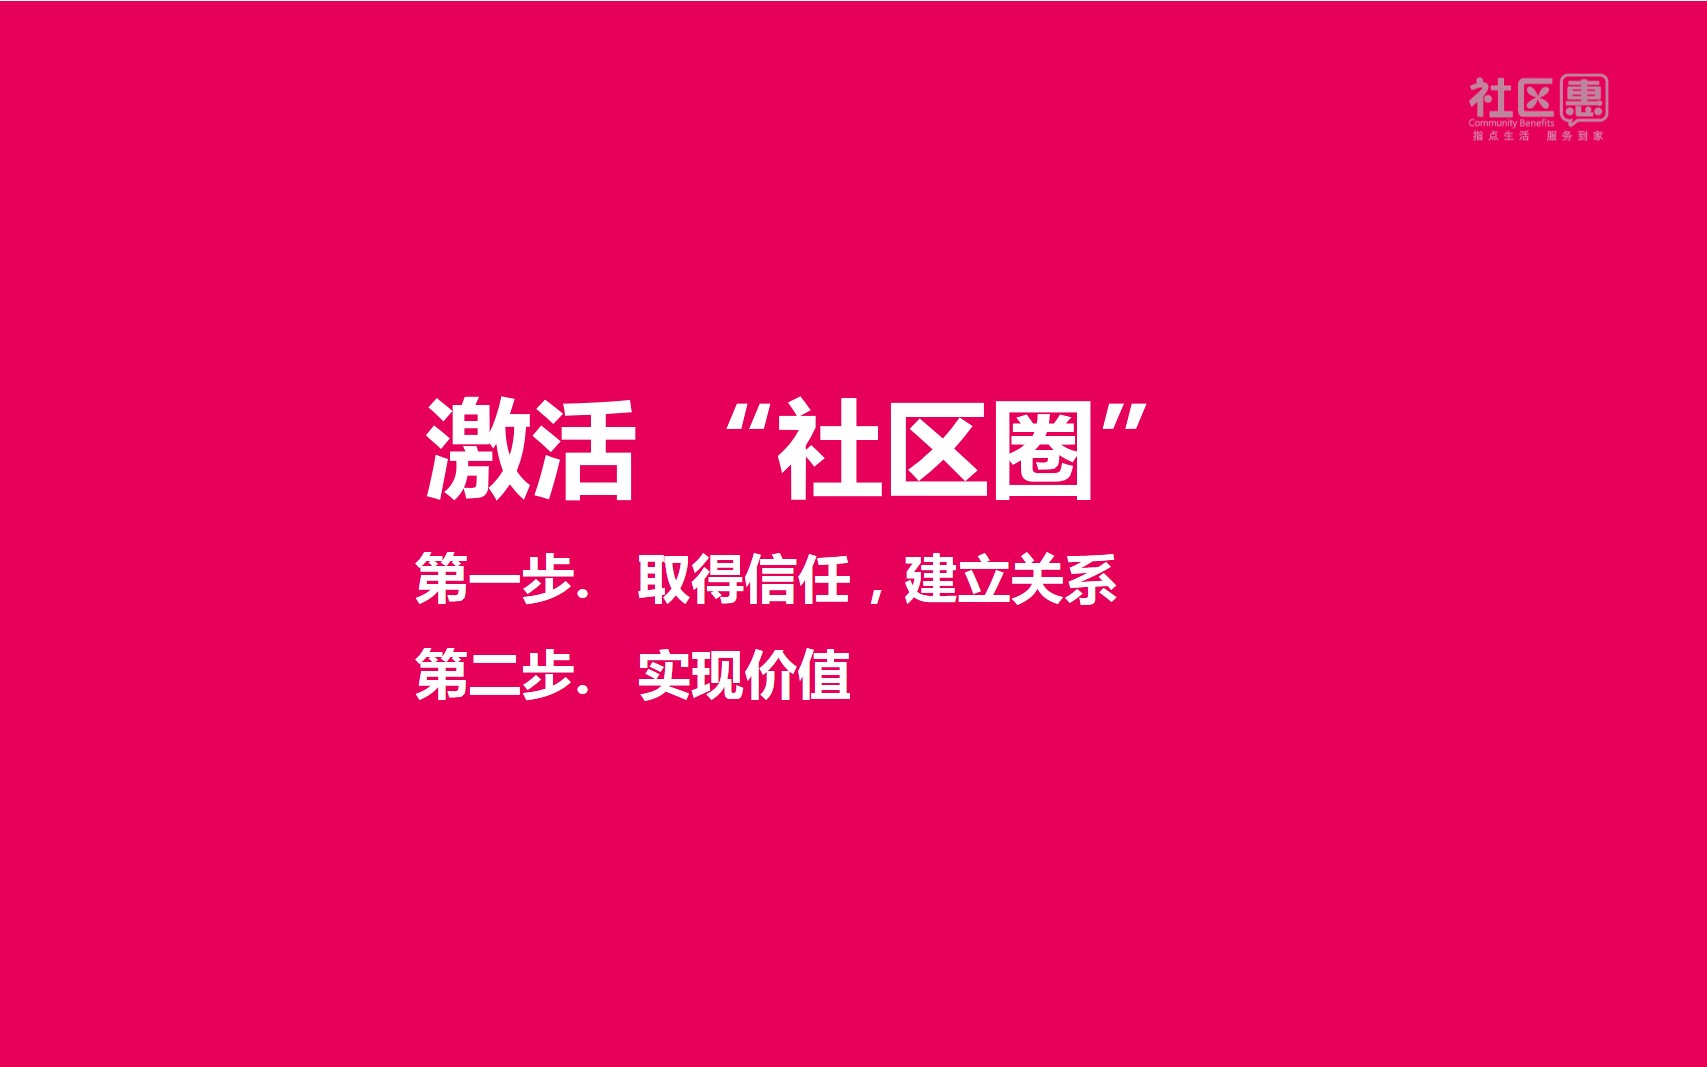 社区惠
Community Benefits
指点生活 服务到家
激活 “社区圈”
第一步. 取得信任，建立关系
第二步. 实现价值